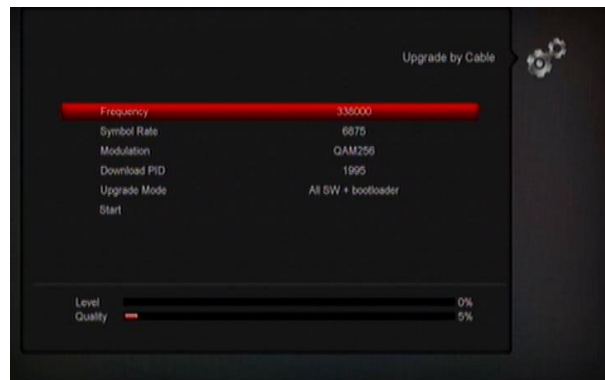 Upgrade by Cable
Frequency 338000
Symbol Rate 6875
Modulation QAM256
Download PID 1995
Upgrade Mode All SW + bootloader
Start
Level 0%
Quality 5%